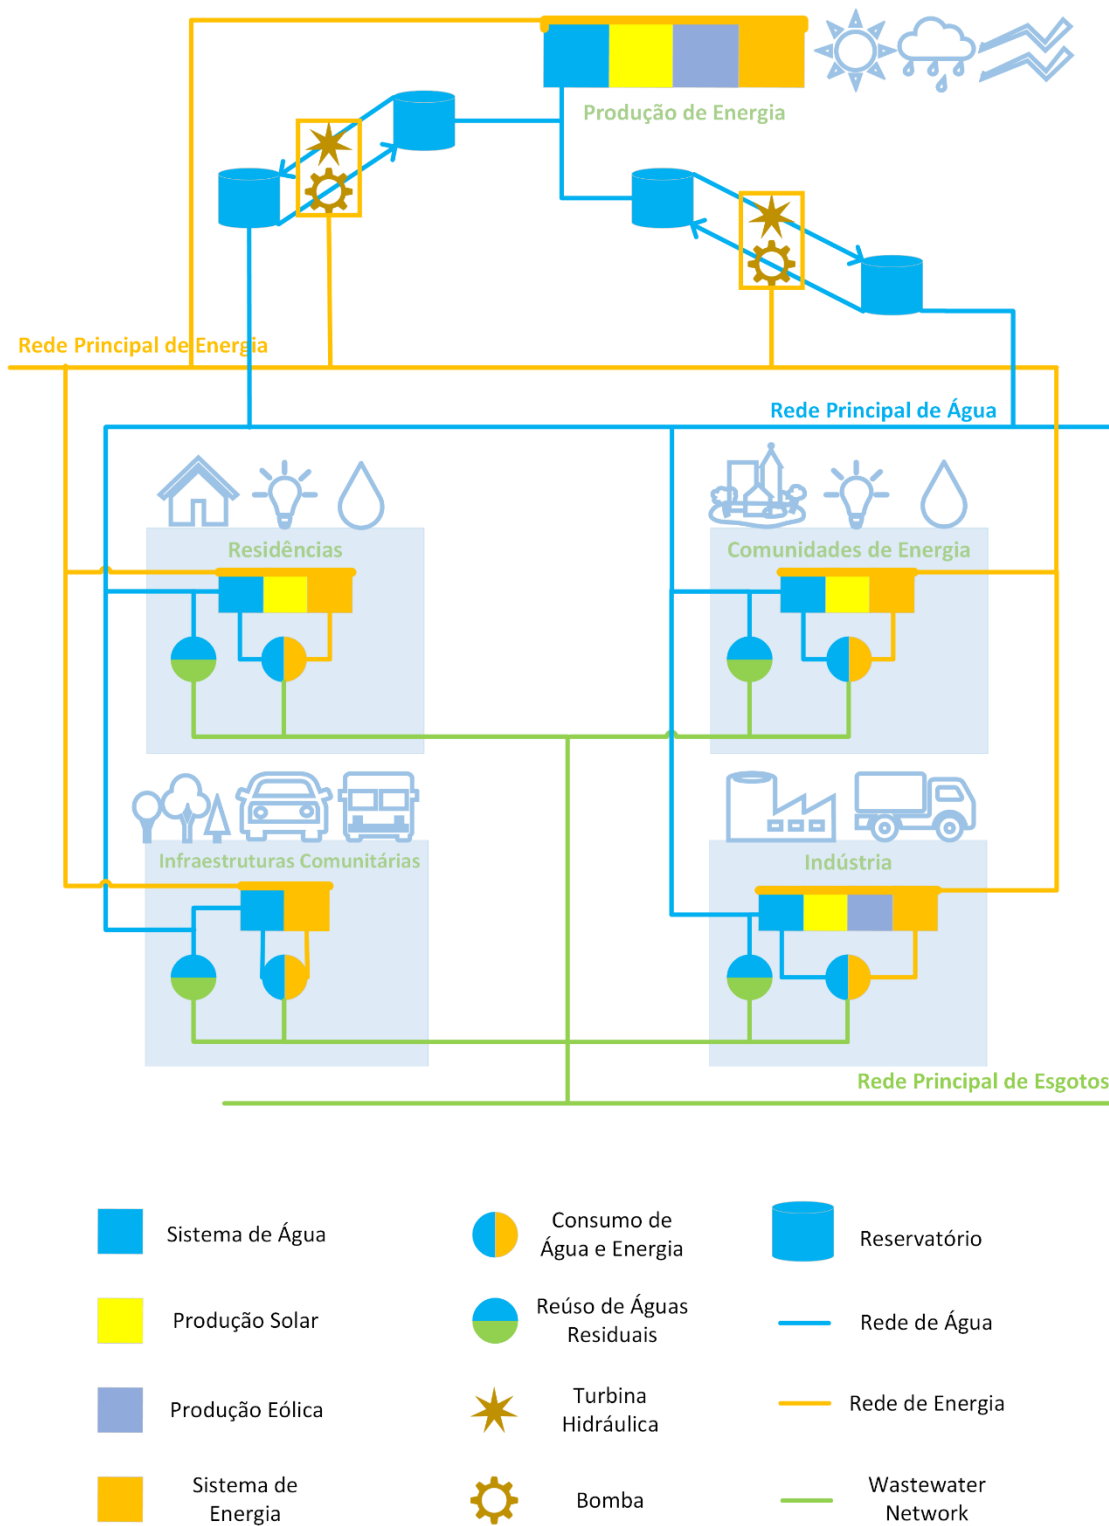 Produção de Energia
Rede Principal de Energia
Rede Principal de Água
Residências
Comunidades de Energia
Infraestruturas Comunitárias
Indústria
Rede Principal de Esgotos
Sistema de Água
Consumo de
Água e Energia
Reservatório
Produção Solar
Reúso de Águas
Residuais
Rede de Água
Produção Eólica
Turbina
Hidráulica
Rede de Energia
Sistema de
Energia
Bomba
Wastewater
Network